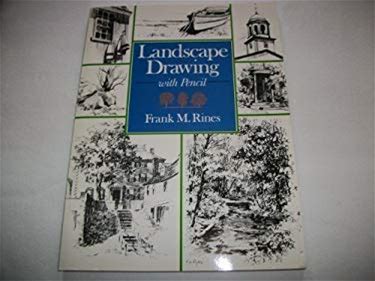 Landscape
Drawing
with Pencil
Frank M. Rines